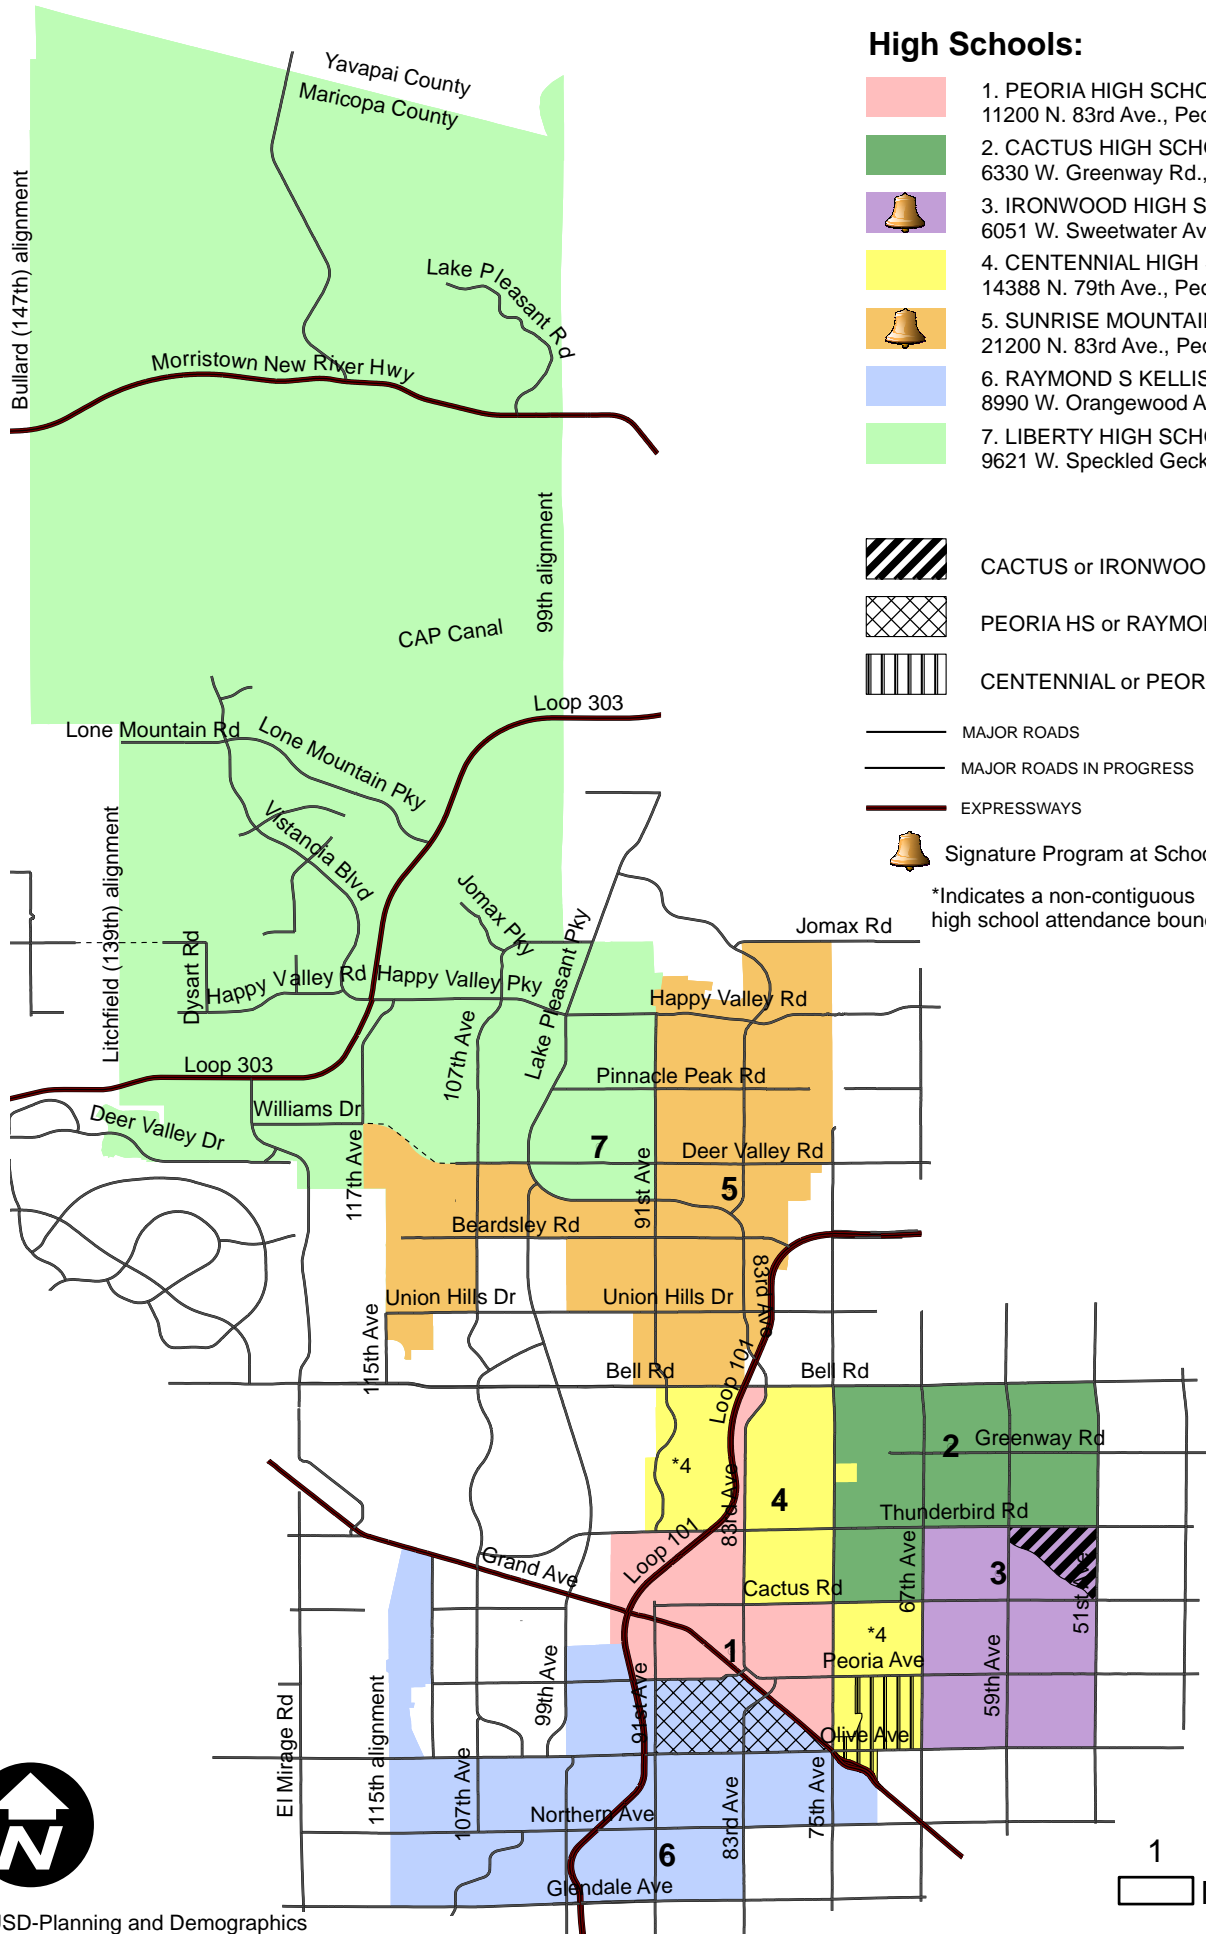 High Schools:
1. PEORIA HIGH SCHO
11200 N. 83rd Ave., Peo
2. CACTUS HIGH SCHO
6330 W. Greenway Rd.,
3. IRONWOOD HIGH S
6051 W. Sweetwater Av
4. CENTENNIAL HIGH
14388 N. 79th Ave., Peo
5. SUNRISE MOUNTAI
21200 N. 83rd Ave., Peo
6. RAYMOND S KELLIS
8990 W. Orangewood A
7. LIBERTY HIGH SCHO
9621 W. Speckled Geck
CACTUS or IRONWOO
PEORIA HS or RAYMO
CENTENNIAL or PEOR
MAJOR ROADS
MAJOR ROADS IN PROGRESS
EXPRESSWAYS
Signature Program at Schoo
*Indicates a non-contiguous
high school attendance boun
Yavapai County
Maricopa County
Bullard (147th) alignment
Lake Pleasant Rd
Morristown New River Hwy
99th alignment
CAP Canal
Loop 303
Lone Mountain Rd
Lone Mountain Pky
Vistancia Blvd
Litchfield (139th) alignment
Jomax Pky
Lake Pleasant Pky
Jomax Rd
Dysart Rd
Happy Valley Rd
Happy Valley Pky
Happy Valley Rd
107th Ave
Loop 303
Pinnacle Peak Rd
Williams Dr
Deer Valley Dr
117th Ave
7
91st Ave
Deer Valley Rd
5
Beardsley Rd
83rd Ave
Union Hills Dr
Union Hills Dr
115th Ave
Loop 101
Bell Rd
Bell Rd
*4
83rd Ave
4
2
Greenway Rd
Thunderbird Rd
Loop 101
Grand Ave
Cactus Rd
67th Ave
3
51st Ave
1
*4
Peoria Ave
59th Ave
99th Ave
91st Ave
El Mirage Rd
115th alignment
107th Ave
Olive Ave
Northern Ave
83rd Ave
75th Ave
6
Glendale Ave
N
1
JSD-Planning and Demographics